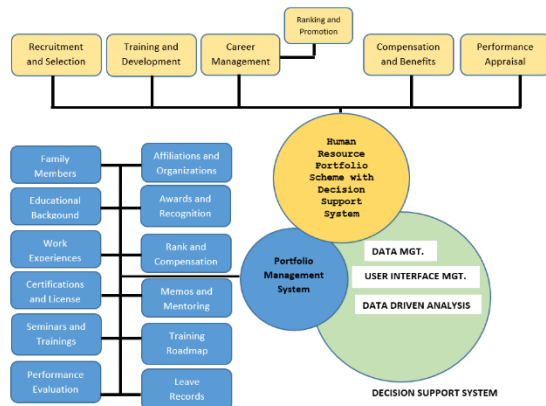 Ranking and
Promotion
Recruitment
and Selection
Training and
Development
Career
Management
Compensation
and Benefits
Performance
Appraisal
Human
Resource
Portfolio
Scheme with
Decision
Support
System
Family
Members
Affiliations and
Organizations
Educational
Backgound
Awards and
Recognition
Work
Experiences
Rank and
Compensation
Certifications
and License
Memos and
Mentoring
Seminars and
Trainings
Training
Roadmap
Performance
Evaluation
Leave
Records
Portfolio
Management
System
DATA MGT.
USER INTERFACE MGT.
DATA DRIVEN ANALYSIS
DECISION SUPPORT SYSTEM